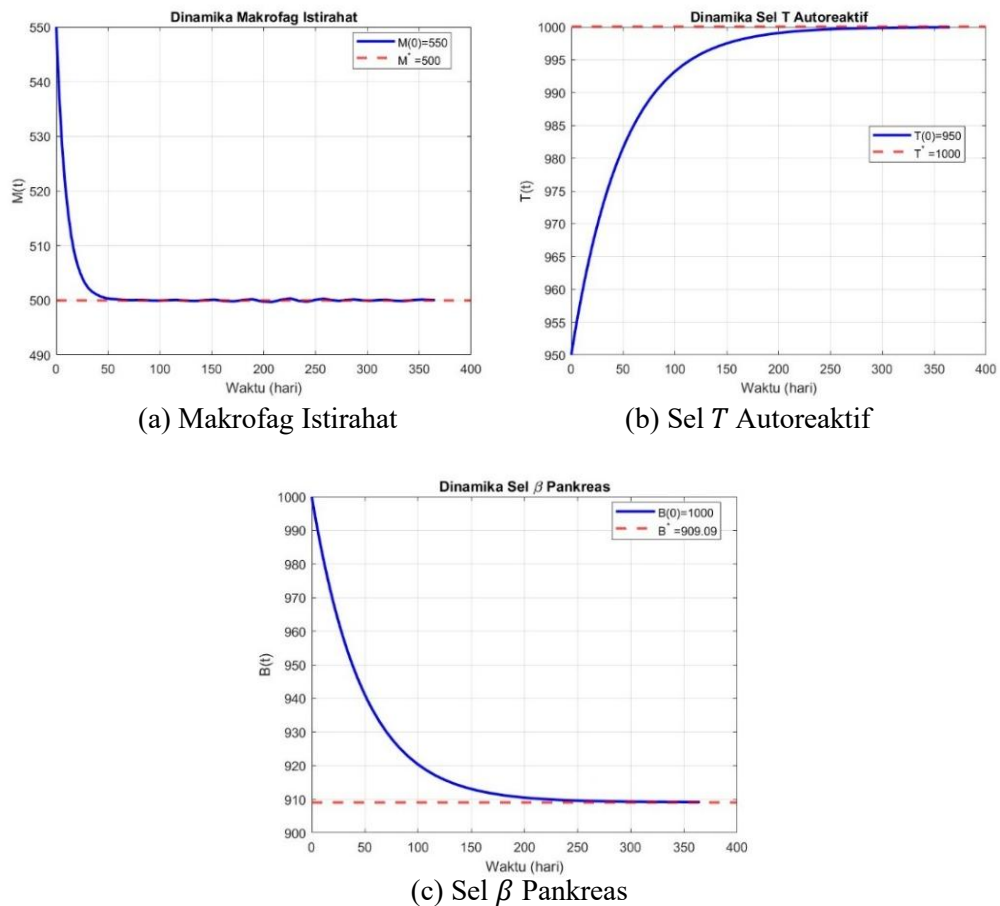 Dinamika Makrofag Istirahat
M(0)=550
M* =500
550
540
530
520
510
500
490
M(t)
0 50 100 150 200 250 300 350 400
Waktu (hari)
(a) Makrofag Istirahat
Dinamika Sel T Autoreaktif
T(0)=950
T* =1000
1000
995
990
985
980
975
970
965
960
955
950
T(t)
0 50 100 150 200 250 300 350 400
Waktu (hari)
(b) Sel T Autoreaktif
Dinamika Sel β Pankreas
B(0)=1000
B* =909.09
1000
990
980
970
960
950
940
930
920
910
900
B(t)
0 50 100 150 200 250 300 350 400
Waktu (hari)
(c) Sel β Pankreas